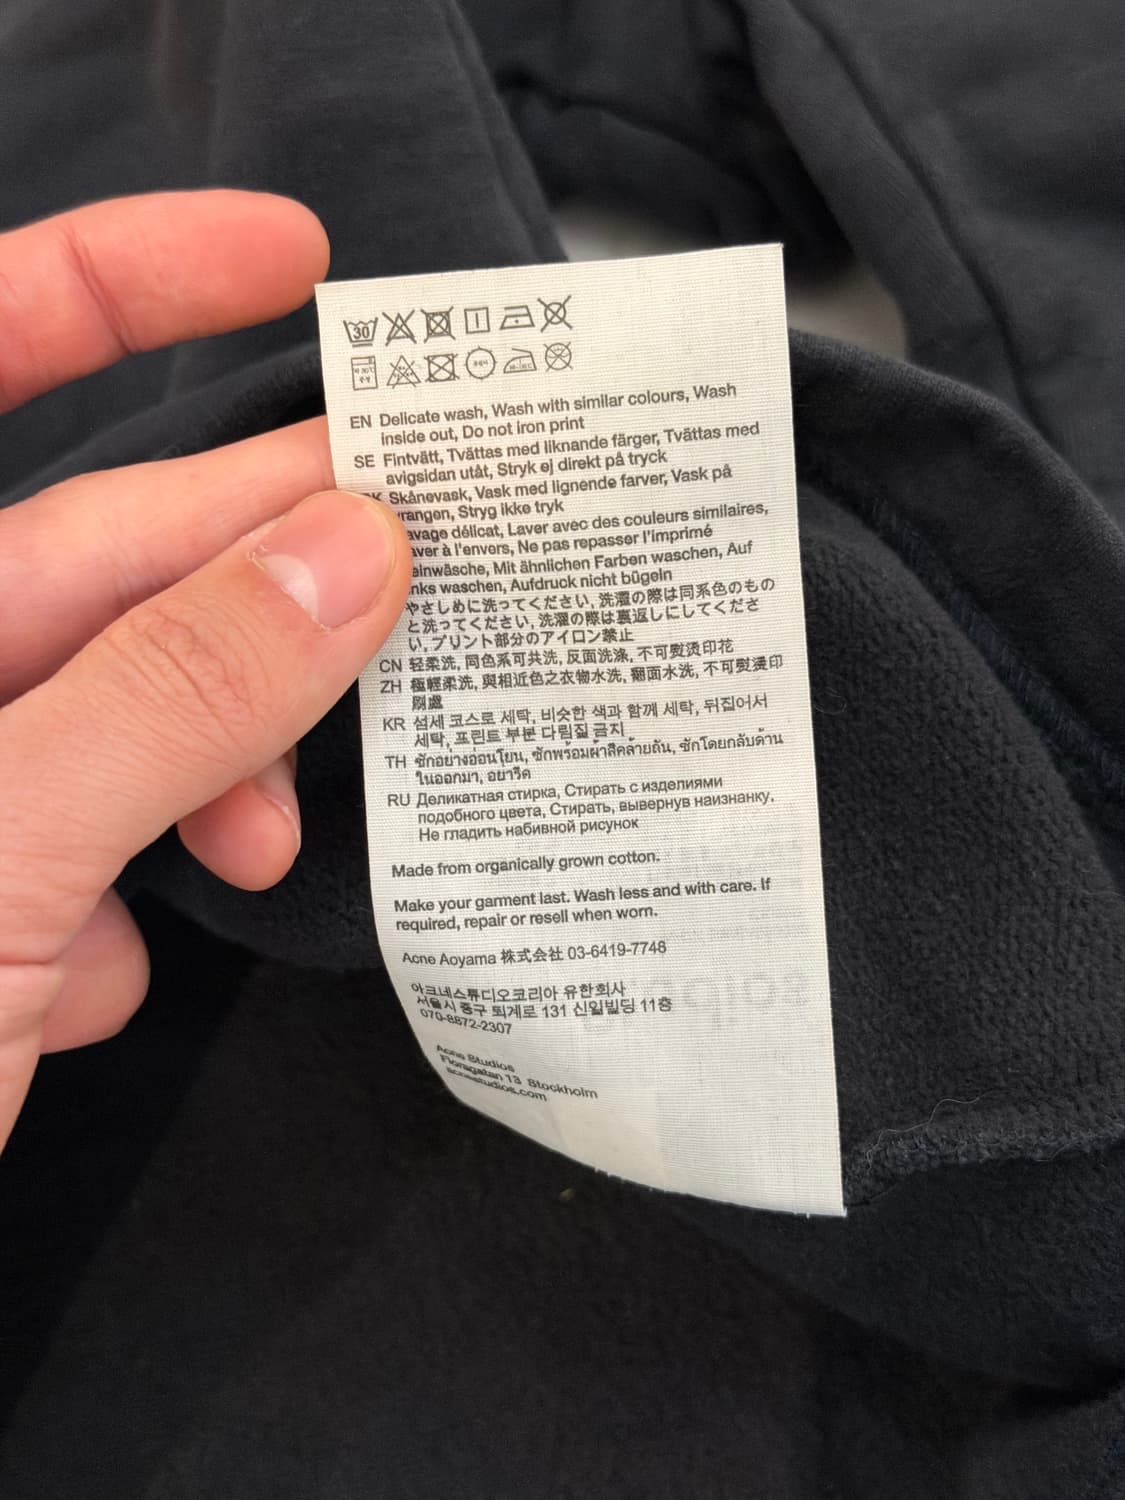 30
EN Delicate wash, Wash with similar colours, Wash
inside out, Do not iron print
SE Fintvätt, Tvättas med liknande färger, Tvättas med
avigsidan utåt, Stryk ej direkt på tryck
K Skånevask, Vask med lignende farver, Vask på
rangen, Stryg ikke tryk
avage délicat, Laver avec des couleurs similaires,
aver à l'envers, Ne pas repasser l'imprimé
einwäsche, Mit ähnlichen Farben waschen, Auf
nks waschen, Aufdruck nicht bügeln
やさしめに洗ってください, 洗濯の際は同系色のもの
と洗ってください, 洗濯の際は裏返しにしてくださ
い, プリント部分のアイロン禁止
CN 轻柔洗, 同色系可共洗, 反面洗涤, 不可熨烫印花
ZH 極輕柔洗, 與相近色之衣物水洗, 翻面水洗, 不可熨燙印
刷處
KR 섬세 코스로 세탁, 비슷한 색과 함께 세탁, 뒤집어서
세탁, 프린트 부분 다림질 금지
TH ซักอย่างอ่อนโยน, ซักพร้อมผ้าสีคล้ายกัน, ซักโดยกลับด้าน
ในออกมา, อยารีด
RU Деликатная стирка, Стирать с изделиями
подобного цвета, Стирать, вывернув наизнанку,
Не гладить набивной рисунок
Made from organically grown cotton.
Make your garment last. Wash less and with care. If
required, repair or resell when worn.
Acne Aoyama 株式会社 03-6419-7748
아크네스튜디오코리아 유한회사
서울시 중구 퇴계로 131 신일빌딩 11층
070-8872-2307
Acne Studios
Floragatan 13 Stockholm
acnestudios.com